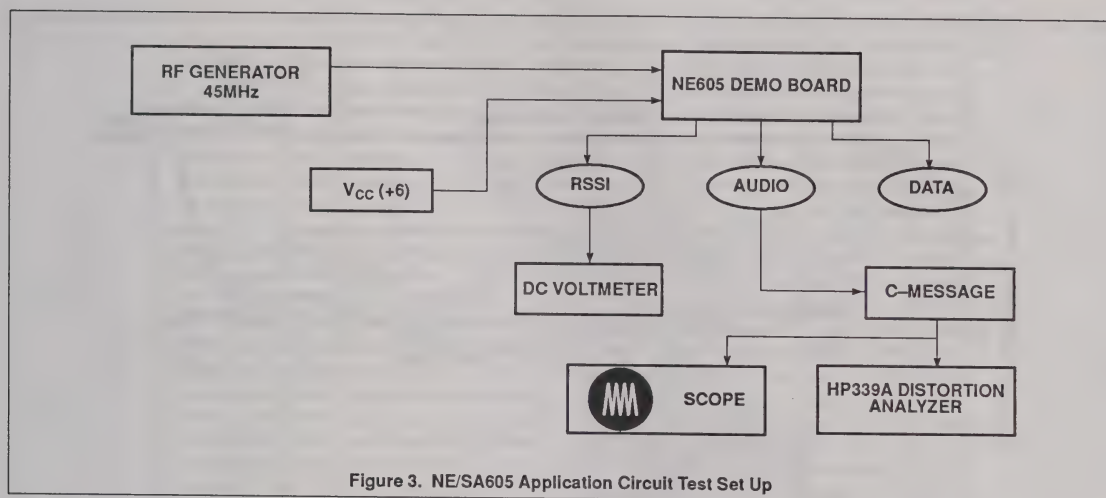 RF GENERATOR
45MHz
NE605 DEMO BOARD
VCC (+6)
RSSI
AUDIO
DATA
DC VOLTMETER
C–MESSAGE
SCOPE
HP339A DISTORTION
ANALYZER
Figure 3. NE/SA605 Application Circuit Test Set Up